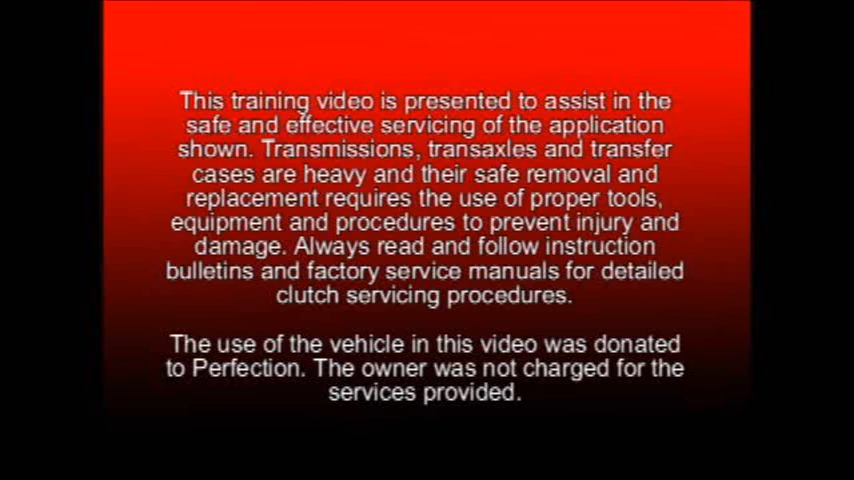 This training video is presented to assist in the
safe and effective servicing of the application
shown. Transmissions, transaxles and transfer
cases are heavy and their safe removal and
replacement requires the use of proper tools,
equipment and procedures to prevent injury and
damage. Always read and follow instruction
bulletins and factory service manuals for detailed
clutch servicing procedures.
The use of the vehicle in this video was donated
to Perfection. The owner was not charged for the
services provided.